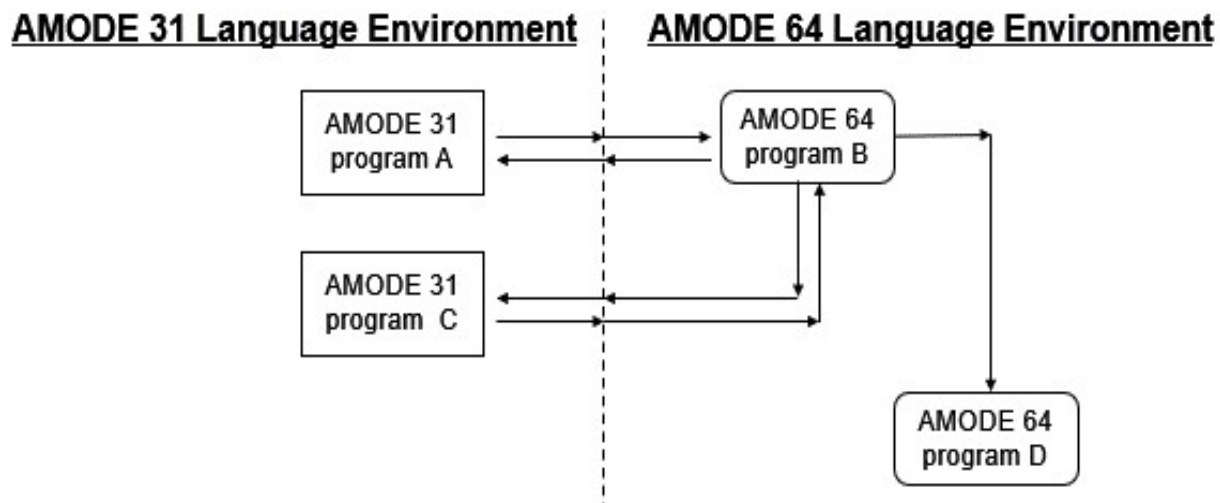 AMODE 31 Language Environment
AMODE 64 Language Environment
AMODE 31
program A
AMODE 64
program B
AMODE 31
program C
AMODE 64
program D